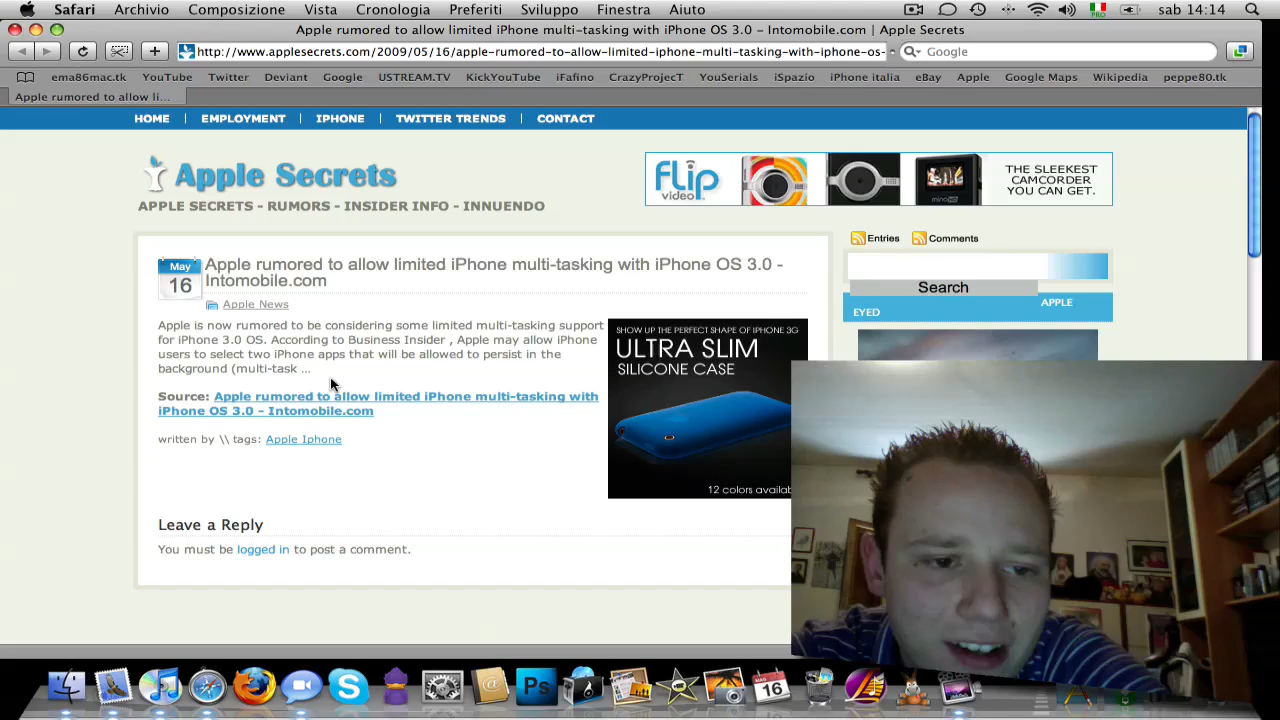 Safari Archivio Composizione Vista Cronologia Preferiti Sviluppo Finestra Aiuto PRO sab 14:14
Apple rumored to allow limited iPhone multi-tasking with iPhone OS 3.0 - Intomobile.com | Apple Secrets
http://www.applesecrets.com/2009/05/16/apple-rumored-to-allow-limited-iphone-multi-tasking-with-iphone-os- Google
ema86mac.tk YouTube Twitter Deviant Google USTREAM.TV KickYouTube iFafino CrazyProjecT YouSerials iSpazio iPhone italia eBay Apple Google Maps Wikipedia peppe80.tk
Apple rumored to allow li...
HOME EMPLOYMENT IPHONE TWITTER TRENDS CONTACT
Apple Secrets
APPLE SECRETS - RUMORS - INSIDER INFO - INNUENDO
flip
video
minoHD
THE SLEEKEST
CAMCORDER
YOU CAN GET.
Entries Comments
Search
APPLE
EYED
May
16
Apple rumored to allow limited iPhone multi-tasking with iPhone OS 3.0 -
Intomobile.com
Apple News
Apple is now rumored to be considering some limited multi-tasking support
for iPhone 3.0 OS. According to Business Insider , Apple may allow iPhone
users to select two iPhone apps that will be allowed to persist in the
background (multi-task ...
Source: Apple rumored to allow limited iPhone multi-tasking with
iPhone OS 3.0 - Intomobile.com
written by \\ tags: Apple Iphone
SHOW UP THE PERFECT SHAPE OF IPHONE 3G
ULTRA SLIM
SILICONE CASE
12 colors availab
Leave a Reply
You must be logged in to post a comment.
Ps
MAY
16